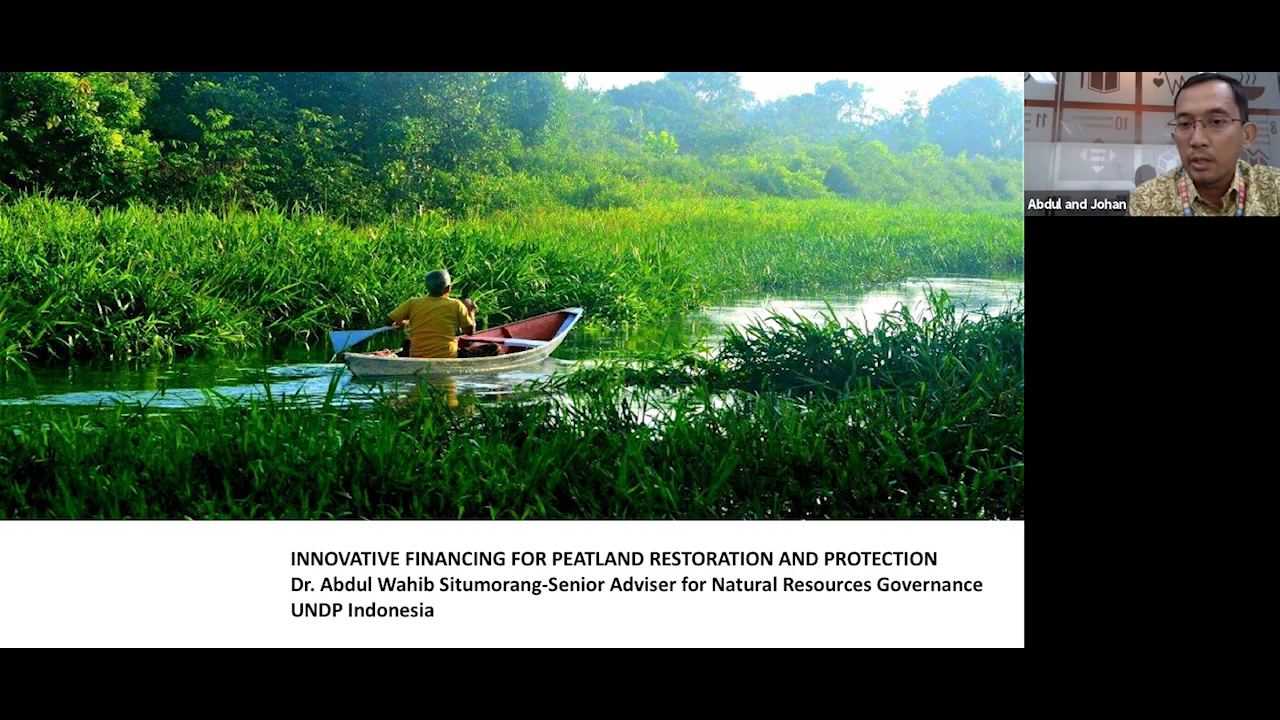 Abdul and Johan
INNOVATIVE FINANCING FOR PEATLAND RESTORATION AND PROTECTION
Dr. Abdul Wahib Situmorang-Senior Adviser for Natural Resources Governance
UNDP Indonesia